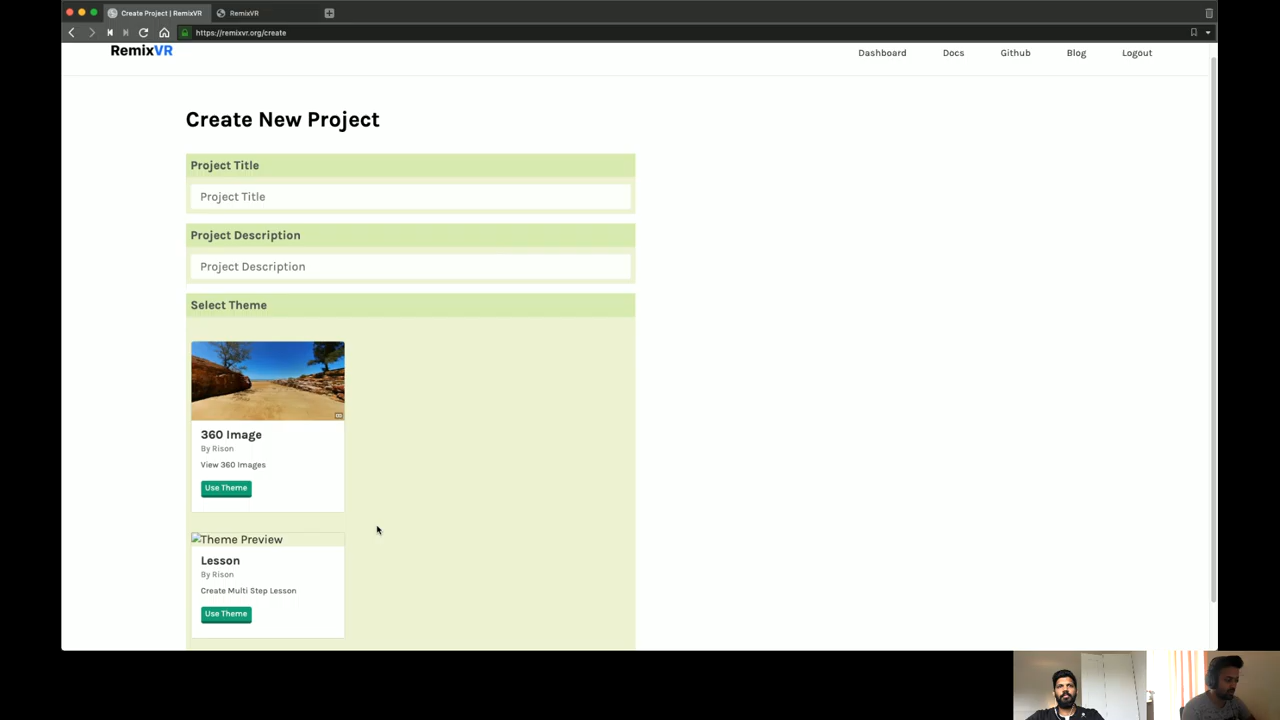 Create Project | RemixVR
RemixVR
https://remixvr.org/create
RemixVR
Dashboard
Docs
Github
Blog
Logout
Create New Project
Project Title
Project Title
Project Description
Project Description
Select Theme
360 Image
By Rison
View 360 Images
Use Theme
Theme Preview
Lesson
By Rison
Create Multi Step Lesson
Use Theme